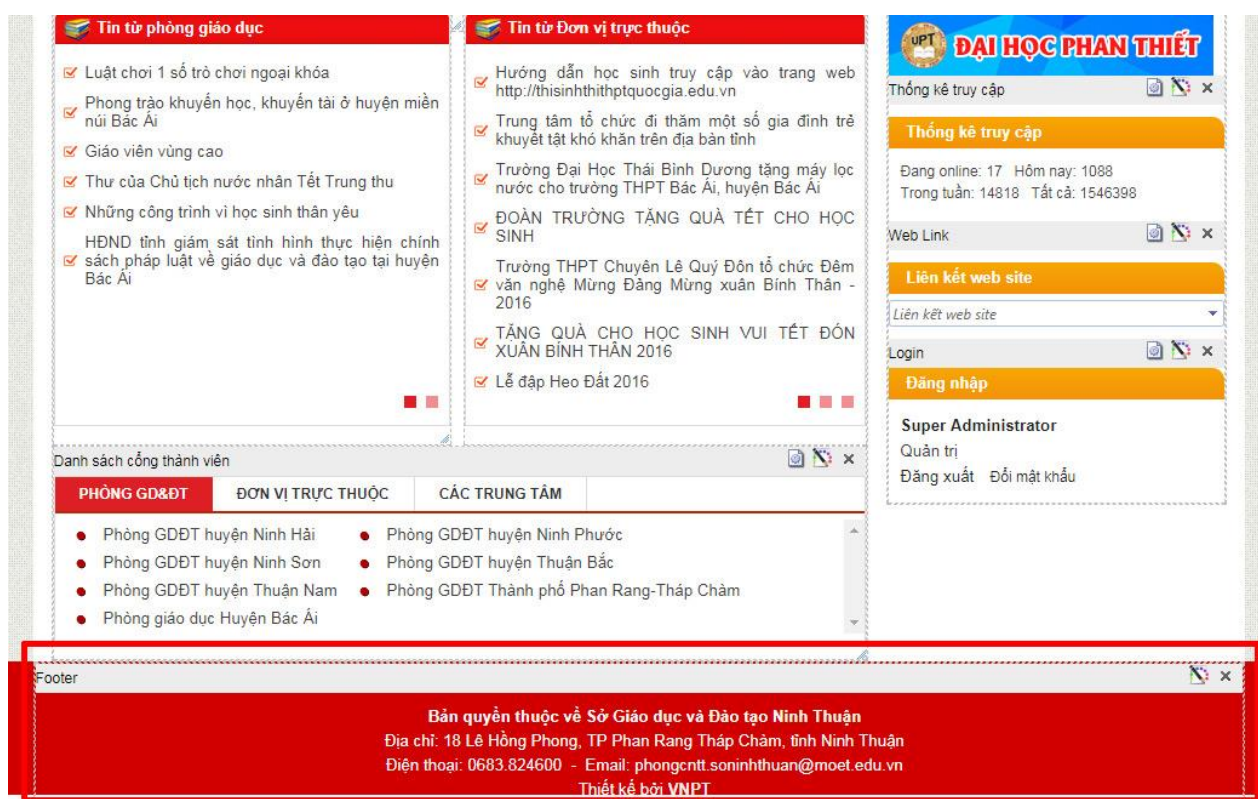 Tin từ phòng giáo dục
Luật chơi 1 số trò chơi ngoại khóa
Phong trào khuyến học, khuyến tài ở huyện miền
núi Bác Ái
Giáo viên vùng cao
Thư của Chủ tịch nước nhân Tết Trung thu
Những công trình vì học sinh thân yêu
HĐND tỉnh giám sát tình hình thực hiện chính
sách pháp luật về giáo dục và đào tạo tại huyện
Bác Ái
Tin từ Đơn vị trực thuộc
Hướng dẫn học sinh truy cập vào trang web
http://thisinhthithptquocgia.edu.vn
Trung tâm tổ chức đi thăm một số gia đình trẻ
khuyết tật khó khăn trên địa bàn tỉnh
Trường Đại Học Thái Bình Dương tặng máy lọc
nước cho trường THPT Bác Ái, huyện Bác Ái
ĐOÀN TRƯỜNG TẶNG QUÀ TẾT CHO HỌC
SINH
Trường THPT Chuyên Lê Quý Đôn tổ chức Đêm
văn nghệ Mừng Đảng Mừng xuân Bính Thân -
2016
TẶNG QUÀ CHO HỌC SINH VUI TẾT ĐÓN
XUÂN BÍNH THÂN 2016
Lễ đập Heo Đất 2016
UPT
ĐẠI HỌC PHAN THIẾT
Thống kê truy cập
Thống kê truy cập
Đang online: 17 Hôm nay: 1088
Trong tuần: 14818 Tất cả: 1546398
Web Link
Liên kết web site
Liên kết web site
Login
Đăng nhập
Super Administrator
Quản trị
Đăng xuất Đổi mật khẩu
Danh sách cổng thành viên
PHÒNG GD&ĐT ĐƠN VỊ TRỰC THUỘC CÁC TRUNG TÂM
Phòng GDĐT huyện Ninh Hải Phòng GDĐT huyện Ninh Phước
Phòng GDĐT huyện Ninh Sơn Phòng GDĐT huyện Thuận Bắc
Phòng GDĐT huyện Thuận Nam Phòng GDĐT Thành phố Phan Rang-Tháp Chàm
Phòng giáo dục Huyện Bác Ái
Footer
Bản quyền thuộc về Sở Giáo dục và Đào tạo Ninh Thuận
Địa chỉ: 18 Lê Hồng Phong, TP Phan Rang Tháp Chàm, tỉnh Ninh Thuận
Điện thoại: 0683.824600 - Email: phongcntt.soninhthuan@moet.edu.vn
Thiết kế bởi VNPT